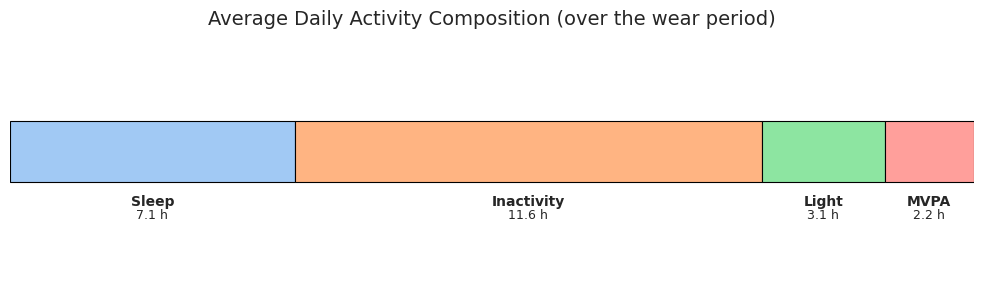 Average Daily Activity Composition (over the wear period)
Sleep
7.1 h
Inactivity
11.6 h
Light
3.1 h
MVPA
2.2 h